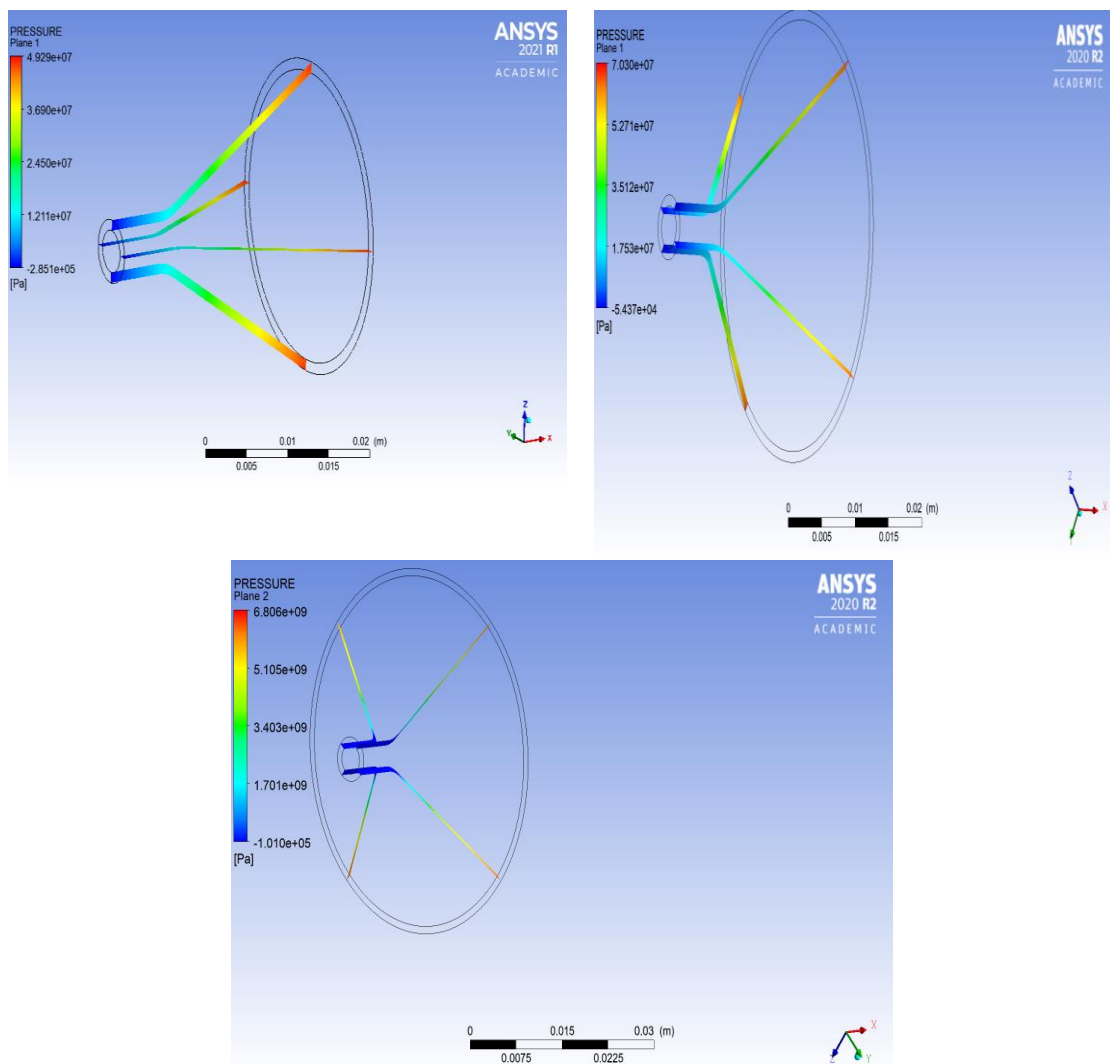 PRESSURE
Plane 1
4.929e+07
3.690e+07
2.450e+07
1.211e+07
-2.851e+05
[Pa]
ANSYS
2021 R1
ACADEMIC
Z
Y
X
0 0.01 0.02 (m)
0.005 0.015
PRESSURE
Plane 1
7.030e+07
5.271e+07
3.512e+07
1.753e+07
-5.437e+04
[Pa]
ANSYS
2020 R2
ACADEMIC
Z
X
Y
0 0.01 0.02 (m)
0.005 0.015
PRESSURE
Plane 2
6.806e+09
5.105e+09
3.403e+09
1.701e+09
-1.010e+05
[Pa]
ANSYS
2020 R2
ACADEMIC
0 0.015 0.03 (m)
0.0075 0.0225
X
Z
Y